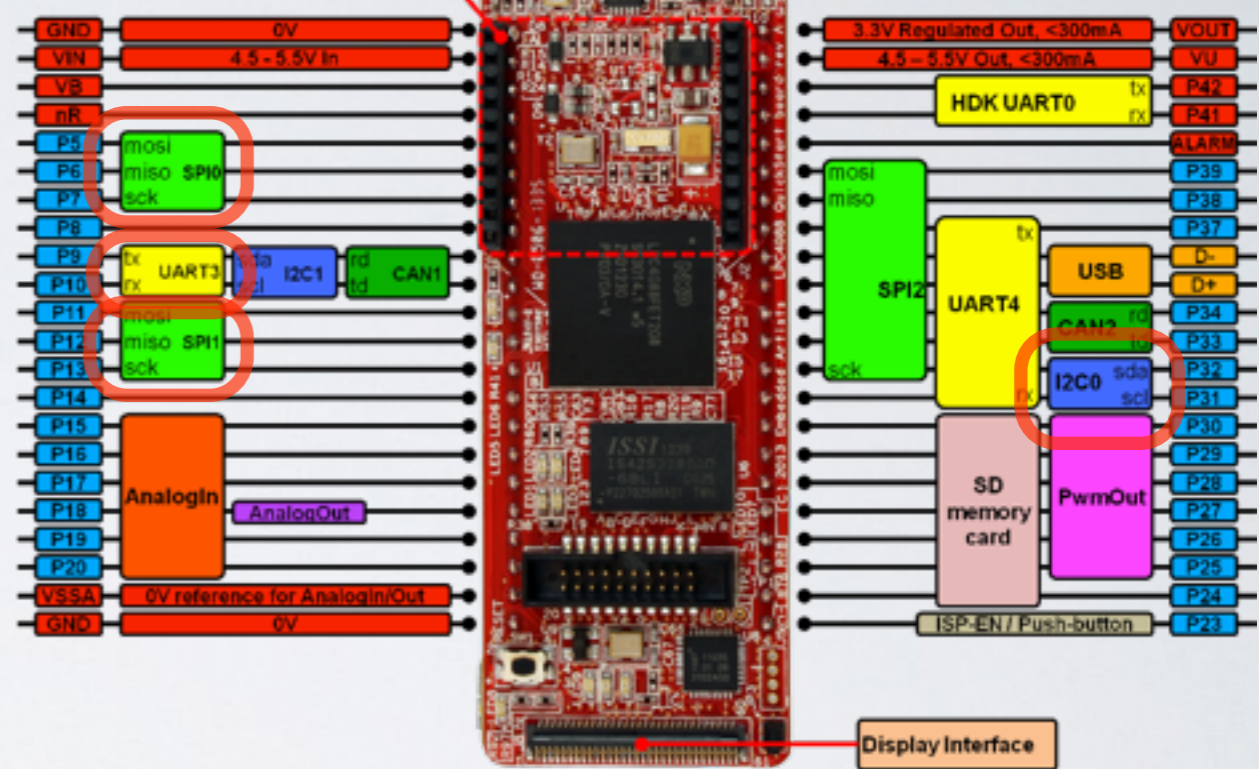 GND 0V
VIN 4.5 - 5.5V In
VB
nR
P5 mosi
P6 miso SPI0
P7 sck
P8
P9 tx UART3 sda I2C1 rd CAN1
P10 rx scl td
P11 mosi
P12 miso SPI1
P13 sck
P14
P15
P16
P17 AnalogIn
P18 AnalogOut
P19
P20
VSSA 0V reference for AnalogIn/Out
GND 0V
3.3V Regulated Out, <300mA VOUT
4.5 – 5.5V Out, <300mA VU
HDK UART0 tx P42
rx P41
ALARM
mosi P39
miso P38
tx P37
USB D-
SPI2 UART4 D+
rd P34
CAN2 td P33
sck I2C0 sda P32
rx scl P31
P30
P29
SD memory card PwmOut P28
P27
P26
P25
P24
ISP-EN / Push-button P23
ISSI
Display Interface